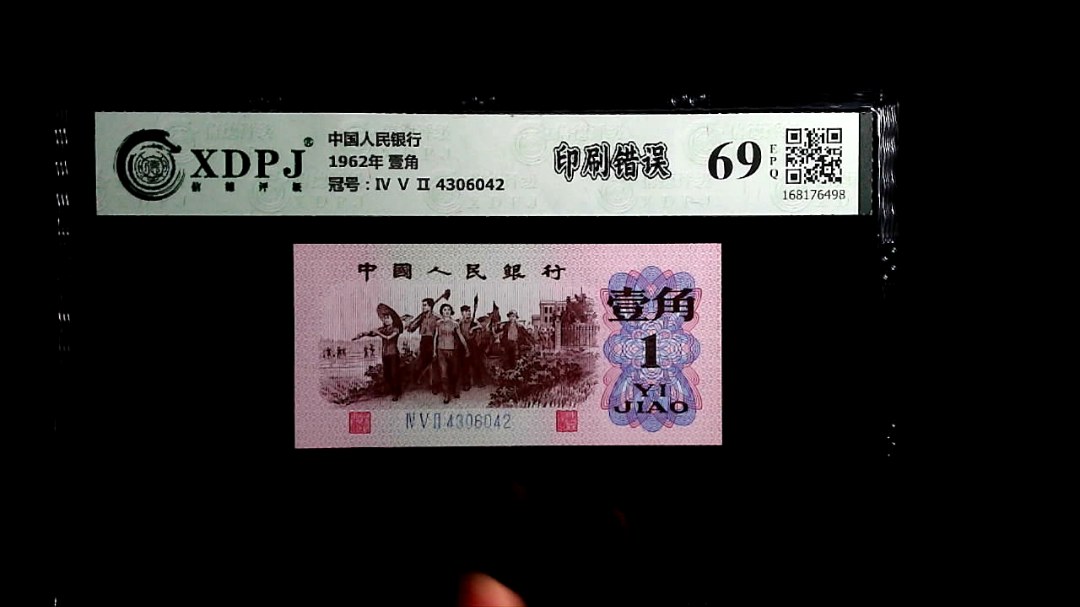 XDPJ®
信德评级
中国人民银行
1962年 壹角
冠号：Ⅳ Ⅴ Ⅱ 4306042
印刷错误
69
EPQ
168176498
中國人民銀行
壹角
1
YI
JIAO
ⅣⅤⅡ4306042